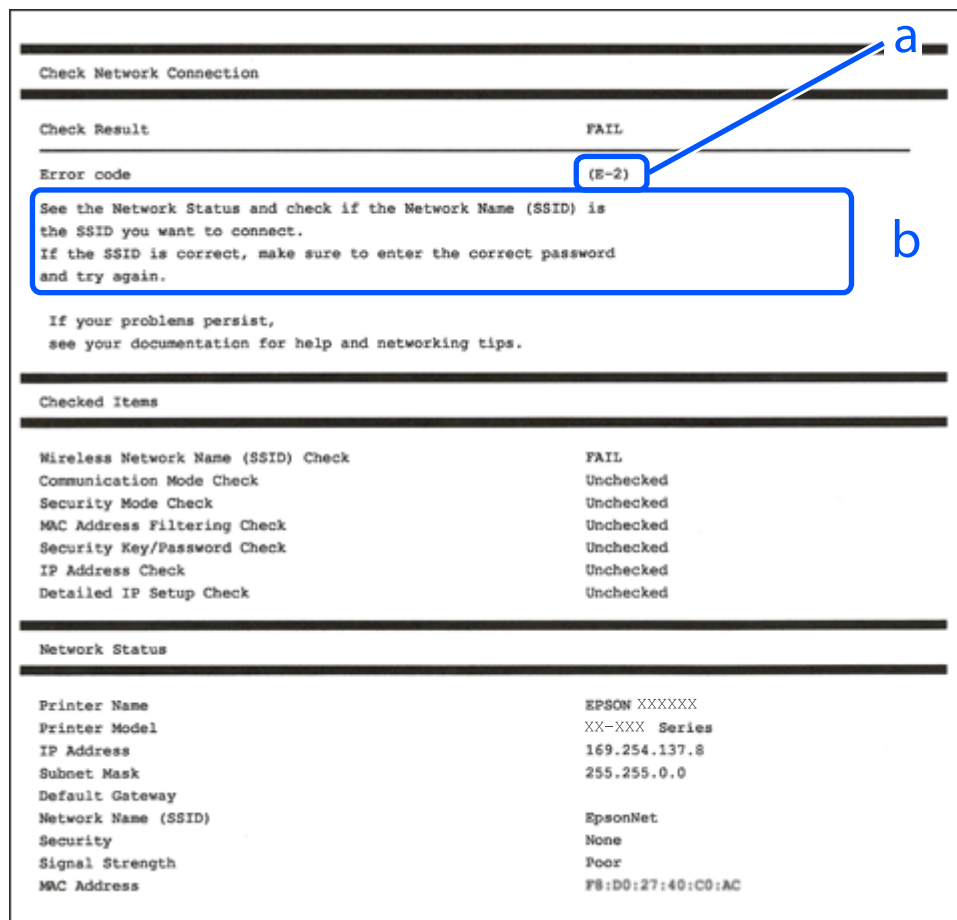 a
Check Network Connection
Check Result FAIL
Error code (E-2)
See the Network Status and check if the Network Name (SSID) is
the SSID you want to connect.
If the SSID is correct, make sure to enter the correct password
and try again.
b
If your problems persist,
see your documentation for help and networking tips.
Checked Items
Wireless Network Name (SSID) Check FAIL
Communication Mode Check Unchecked
Security Mode Check Unchecked
MAC Address Filtering Check Unchecked
Security Key/Password Check Unchecked
IP Address Check Unchecked
Detailed IP Setup Check Unchecked
Network Status
Printer Name EPSON XXXXXX
Printer Model XX-XXX Series
IP Address 169.254.137.8
Subnet Mask 255.255.0.0
Default Gateway
Network Name (SSID) EpsonNet
Security None
Signal Strength Poor
MAC Address F8:D0:27:40:C0:AC